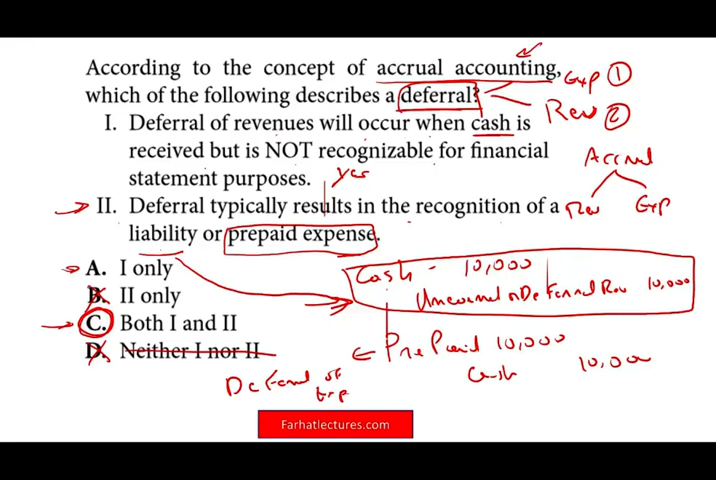 According to the concept of accrual accounting,
which of the following describes a deferral?
Exp 1
Rev 2
I. Deferral of revenues will occur when cash is
received but is NOT recognizable for financial
statement purposes.
Yes
Accrual
Rev Exp
II. Deferral typically results in the recognition of a
liability or prepaid expense.
A. I only
B. II only
C. Both I and II
D. Neither I nor II
Cash - 10,000
Unearned or Deferral Rev 10,000
PrePaid 10,000
Cash 10,000
Deferral of
Exp
Farhatlectures.com